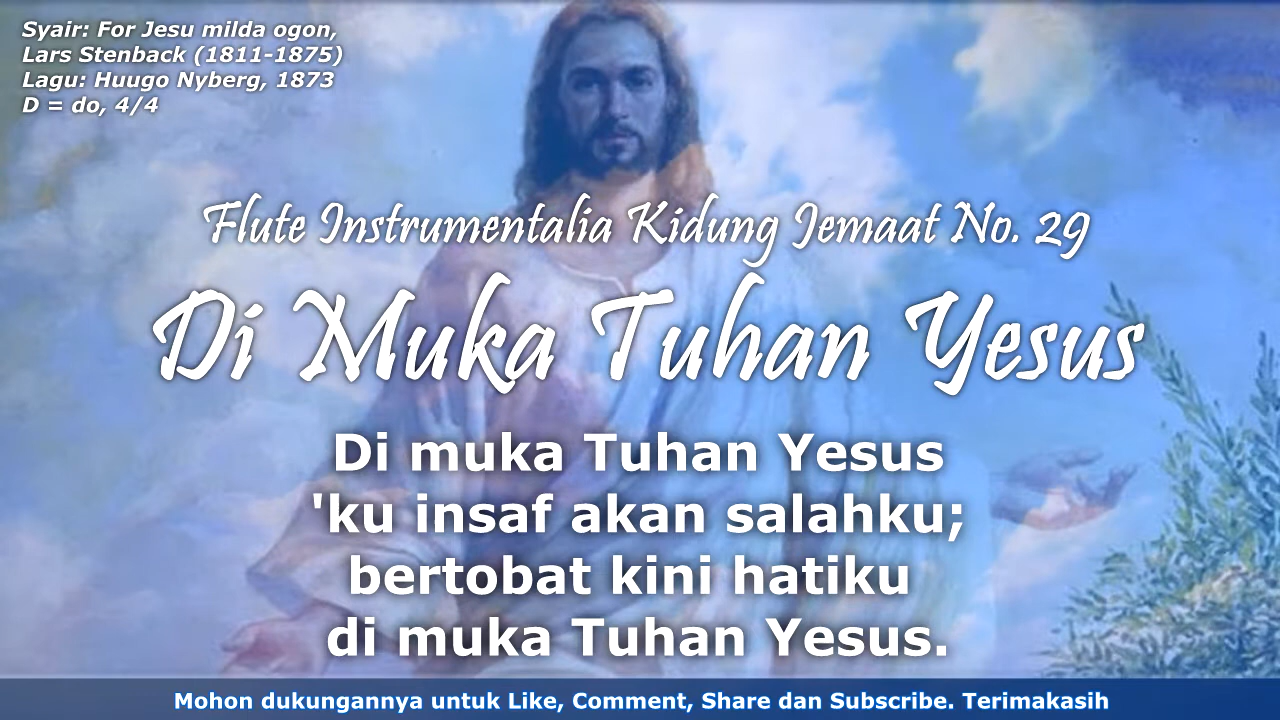 Syair: For Jesu milda ogon,
Lars Stenback (1811-1875)
Lagu: Huugo Nyberg, 1873
D = do, 4/4
Flute Instrumentalia Kidung Jemaat No. 29
Di Muka Tuhan Yesus
Di muka Tuhan Yesus
'ku insaf akan salahku;
bertobat kini hatiku
di muka Tuhan Yesus.
Mohon dukungannya untuk Like, Comment, Share dan Subscribe. Terimakasih